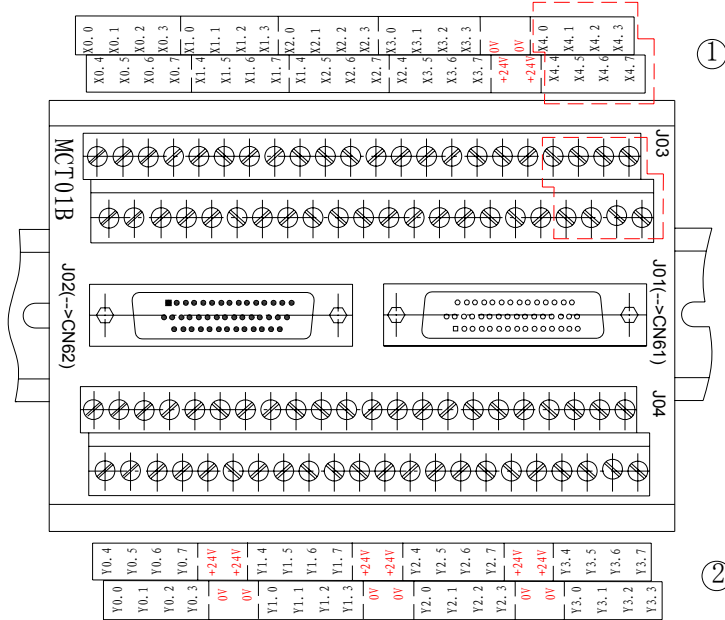 X0.0 X0.1 X0.2 X0.3 X1.0 X1.1 X1.2 X1.3 X2.0 X2.1 X2.2 X2.3 X3.0 X3.1 X3.2 X3.3 0V 0V X4.0 X4.1 X4.2 X4.3
①
X0.4 X0.5 X0.6 X0.7 X1.4 X1.5 X1.6 X1.7 X2.4 X2.5 X2.6 X2.7 X2.4 X3.5 X3.6 X3.7 +24V +24V X4.4 X4.5 X4.6 X4.7
MCT01B
J03
J02(-->CN62)
J01(-->CN61)
J04
Y0.4 Y0.5 Y0.6 Y0.7 +24V +24V Y1.4 Y1.5 Y1.6 Y1.7 +24V +24V Y2.4 Y2.5 Y2.6 Y2.7 +24V +24V Y3.4 Y3.5 Y3.6 Y3.7
②
Y0.0 Y0.1 Y0.2 Y0.3 0V 0V Y1.0 Y1.1 Y1.2 Y1.3 0V 0V Y2.0 Y2.1 Y2.2 Y2.3 0V 0V Y3.0 Y3.1 Y3.2 Y3.3